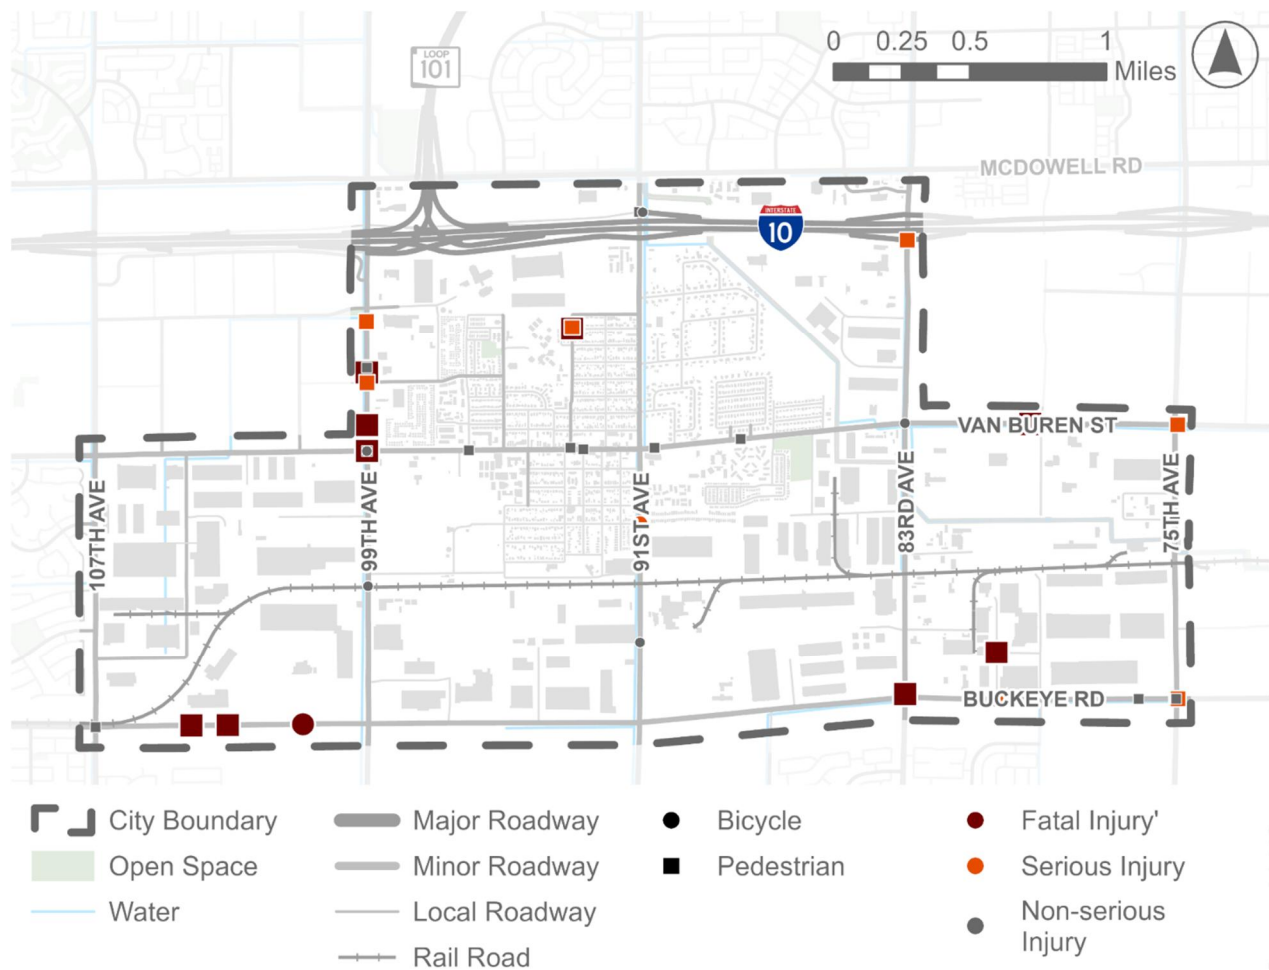 LOOP
101
0 0.25 0.5 1
Miles
MCDOWELL RD
INTERSTATE
10
VAN BUREN ST
107TH AVE
99TH AVE
91ST AVE
83RD AVE
75TH AVE
BUCKEYE RD
City Boundary
Open Space
Water
Major Roadway
Minor Roadway
Local Roadway
Rail Road
Bicycle
Pedestrian
Fatal Injury'
Serious Injury
Non-serious
Injury